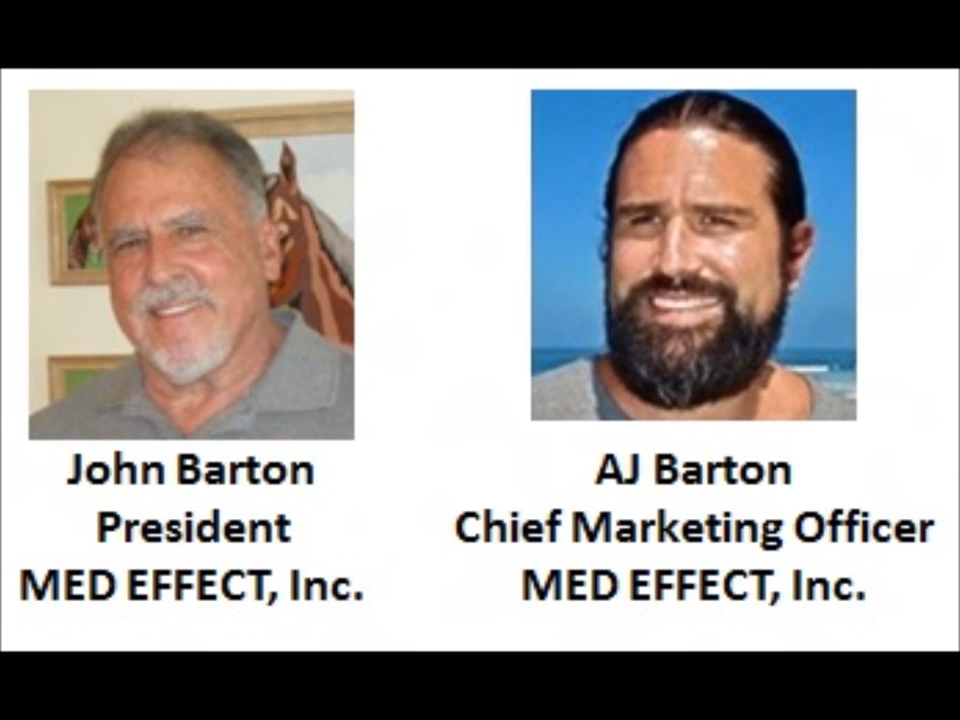 John Barton
President
MED EFFECT, Inc.
AJ Barton
Chief Marketing Officer
MED EFFECT, Inc.